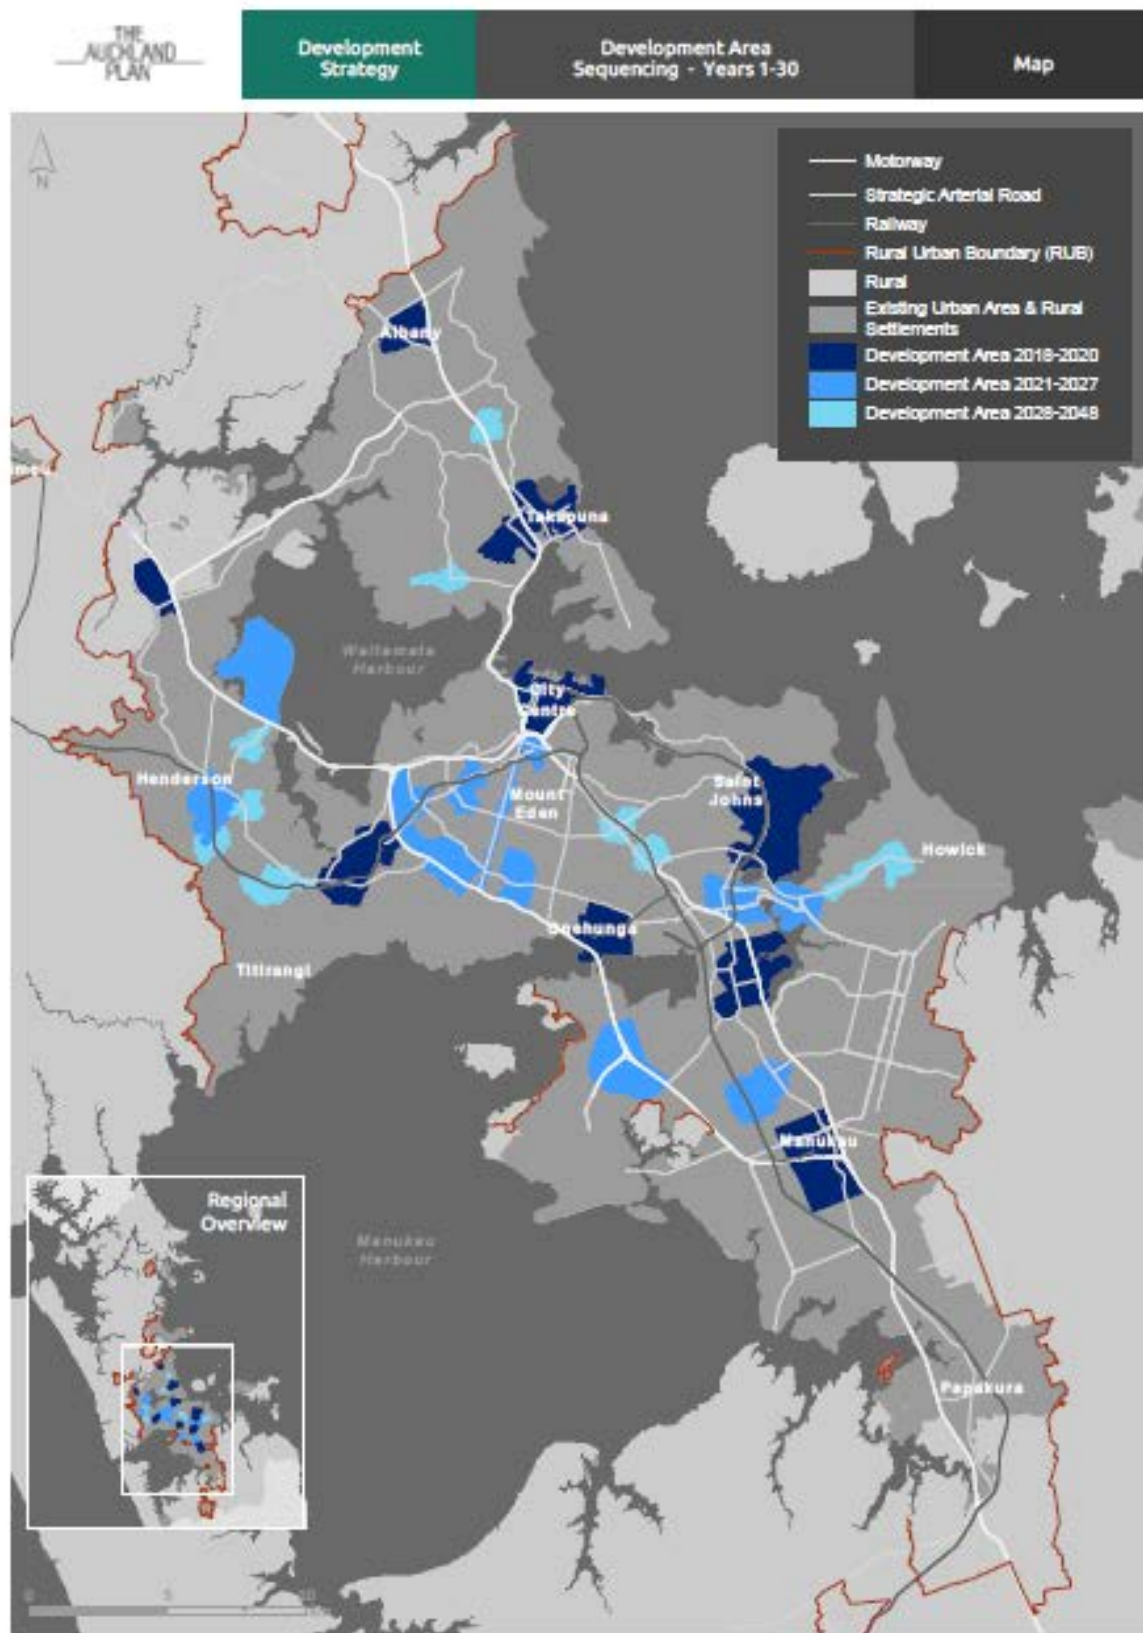 THE
AUCKLAND
PLAN
Development
Strategy
Development Area
Sequencing - Years 1-30
Map
N
Motorway
Strategic Arterial Road
Railway
Rural Urban Boundary (RUB)
Rural
Existing Urban Area & Rural
Settlements
Development Area 2018-2020
Development Area 2021-2027
Development Area 2028-2048
Albany
Takapuna
Waitemata
Harbour
City
Centre
Henderson
Mount
Eden
Saint
Johns
Howick
Onehunga
Titirangi
Manukau
Regional
Overview
Manukau
Harbour
Papakura
0
5